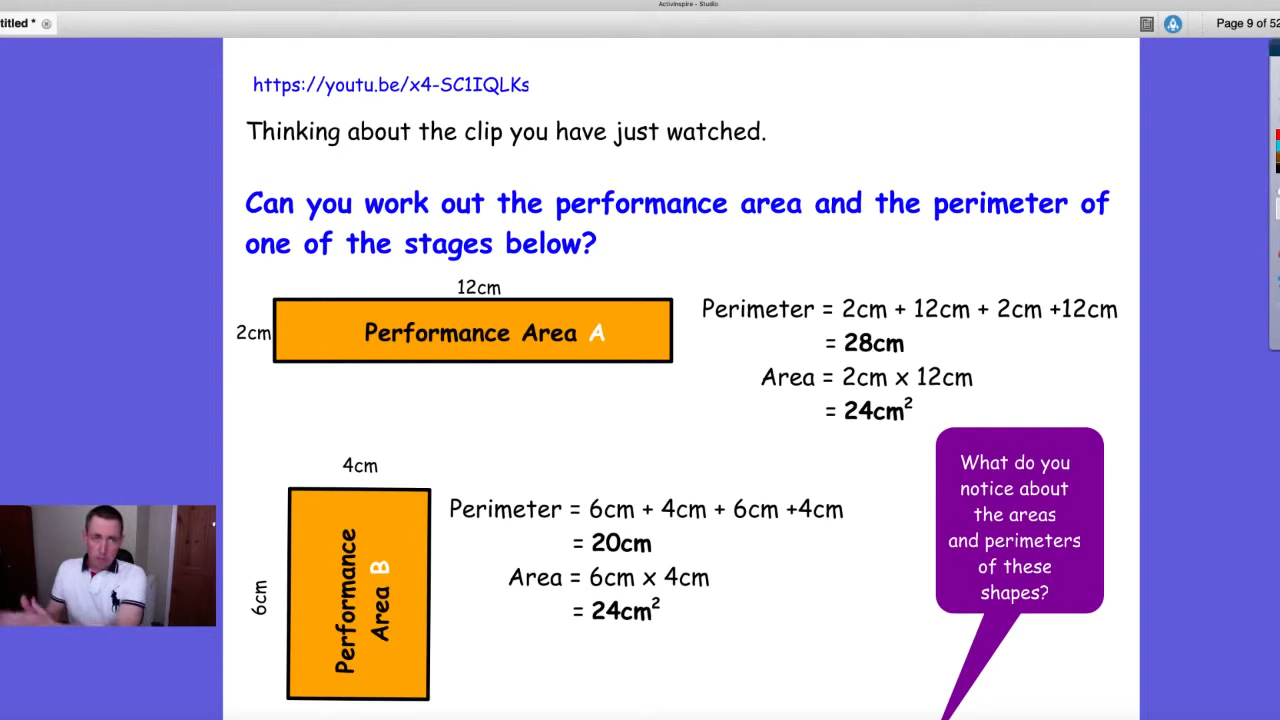 ActivInspire - Studio
titled *
Page 9 of 52
https://youtu.be/x4-SC1IQLKs
Thinking about the clip you have just watched.
Can you work out the performance area and the perimeter of
one of the stages below?
12cm
2cm
Performance Area A
Perimeter = 2cm + 12cm + 2cm +12cm
= 28cm
Area = 2cm x 12cm
= 24cm²
4cm
6cm
Performance
Area B
Perimeter = 6cm + 4cm + 6cm +4cm
= 20cm
Area = 6cm x 4cm
= 24cm²
What do you
notice about
the areas
and perimeters
of these
shapes?